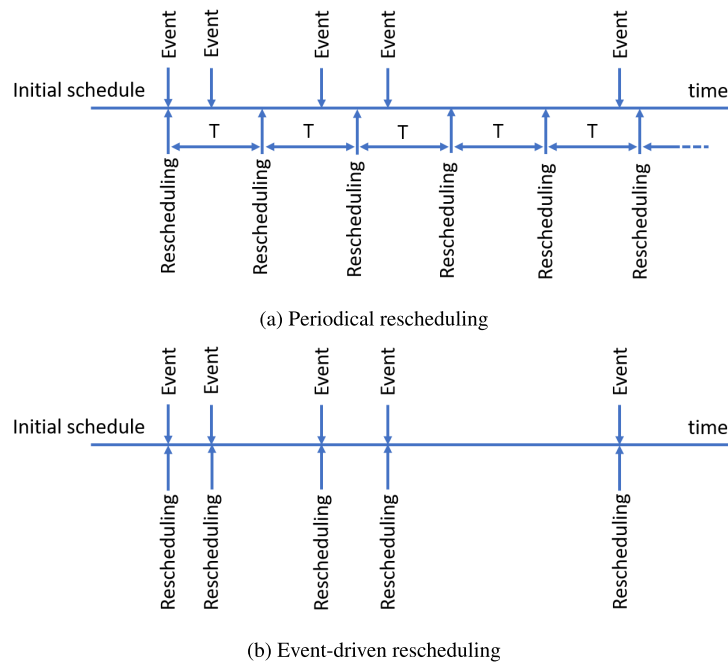 Event Event Event Event Event
Initial schedule time
T T T T T
Rescheduling Rescheduling Rescheduling Rescheduling Rescheduling Rescheduling
(a) Periodical rescheduling
Event Event Event Event Event
Initial schedule time
Rescheduling Rescheduling Rescheduling Rescheduling Rescheduling
(b) Event-driven rescheduling